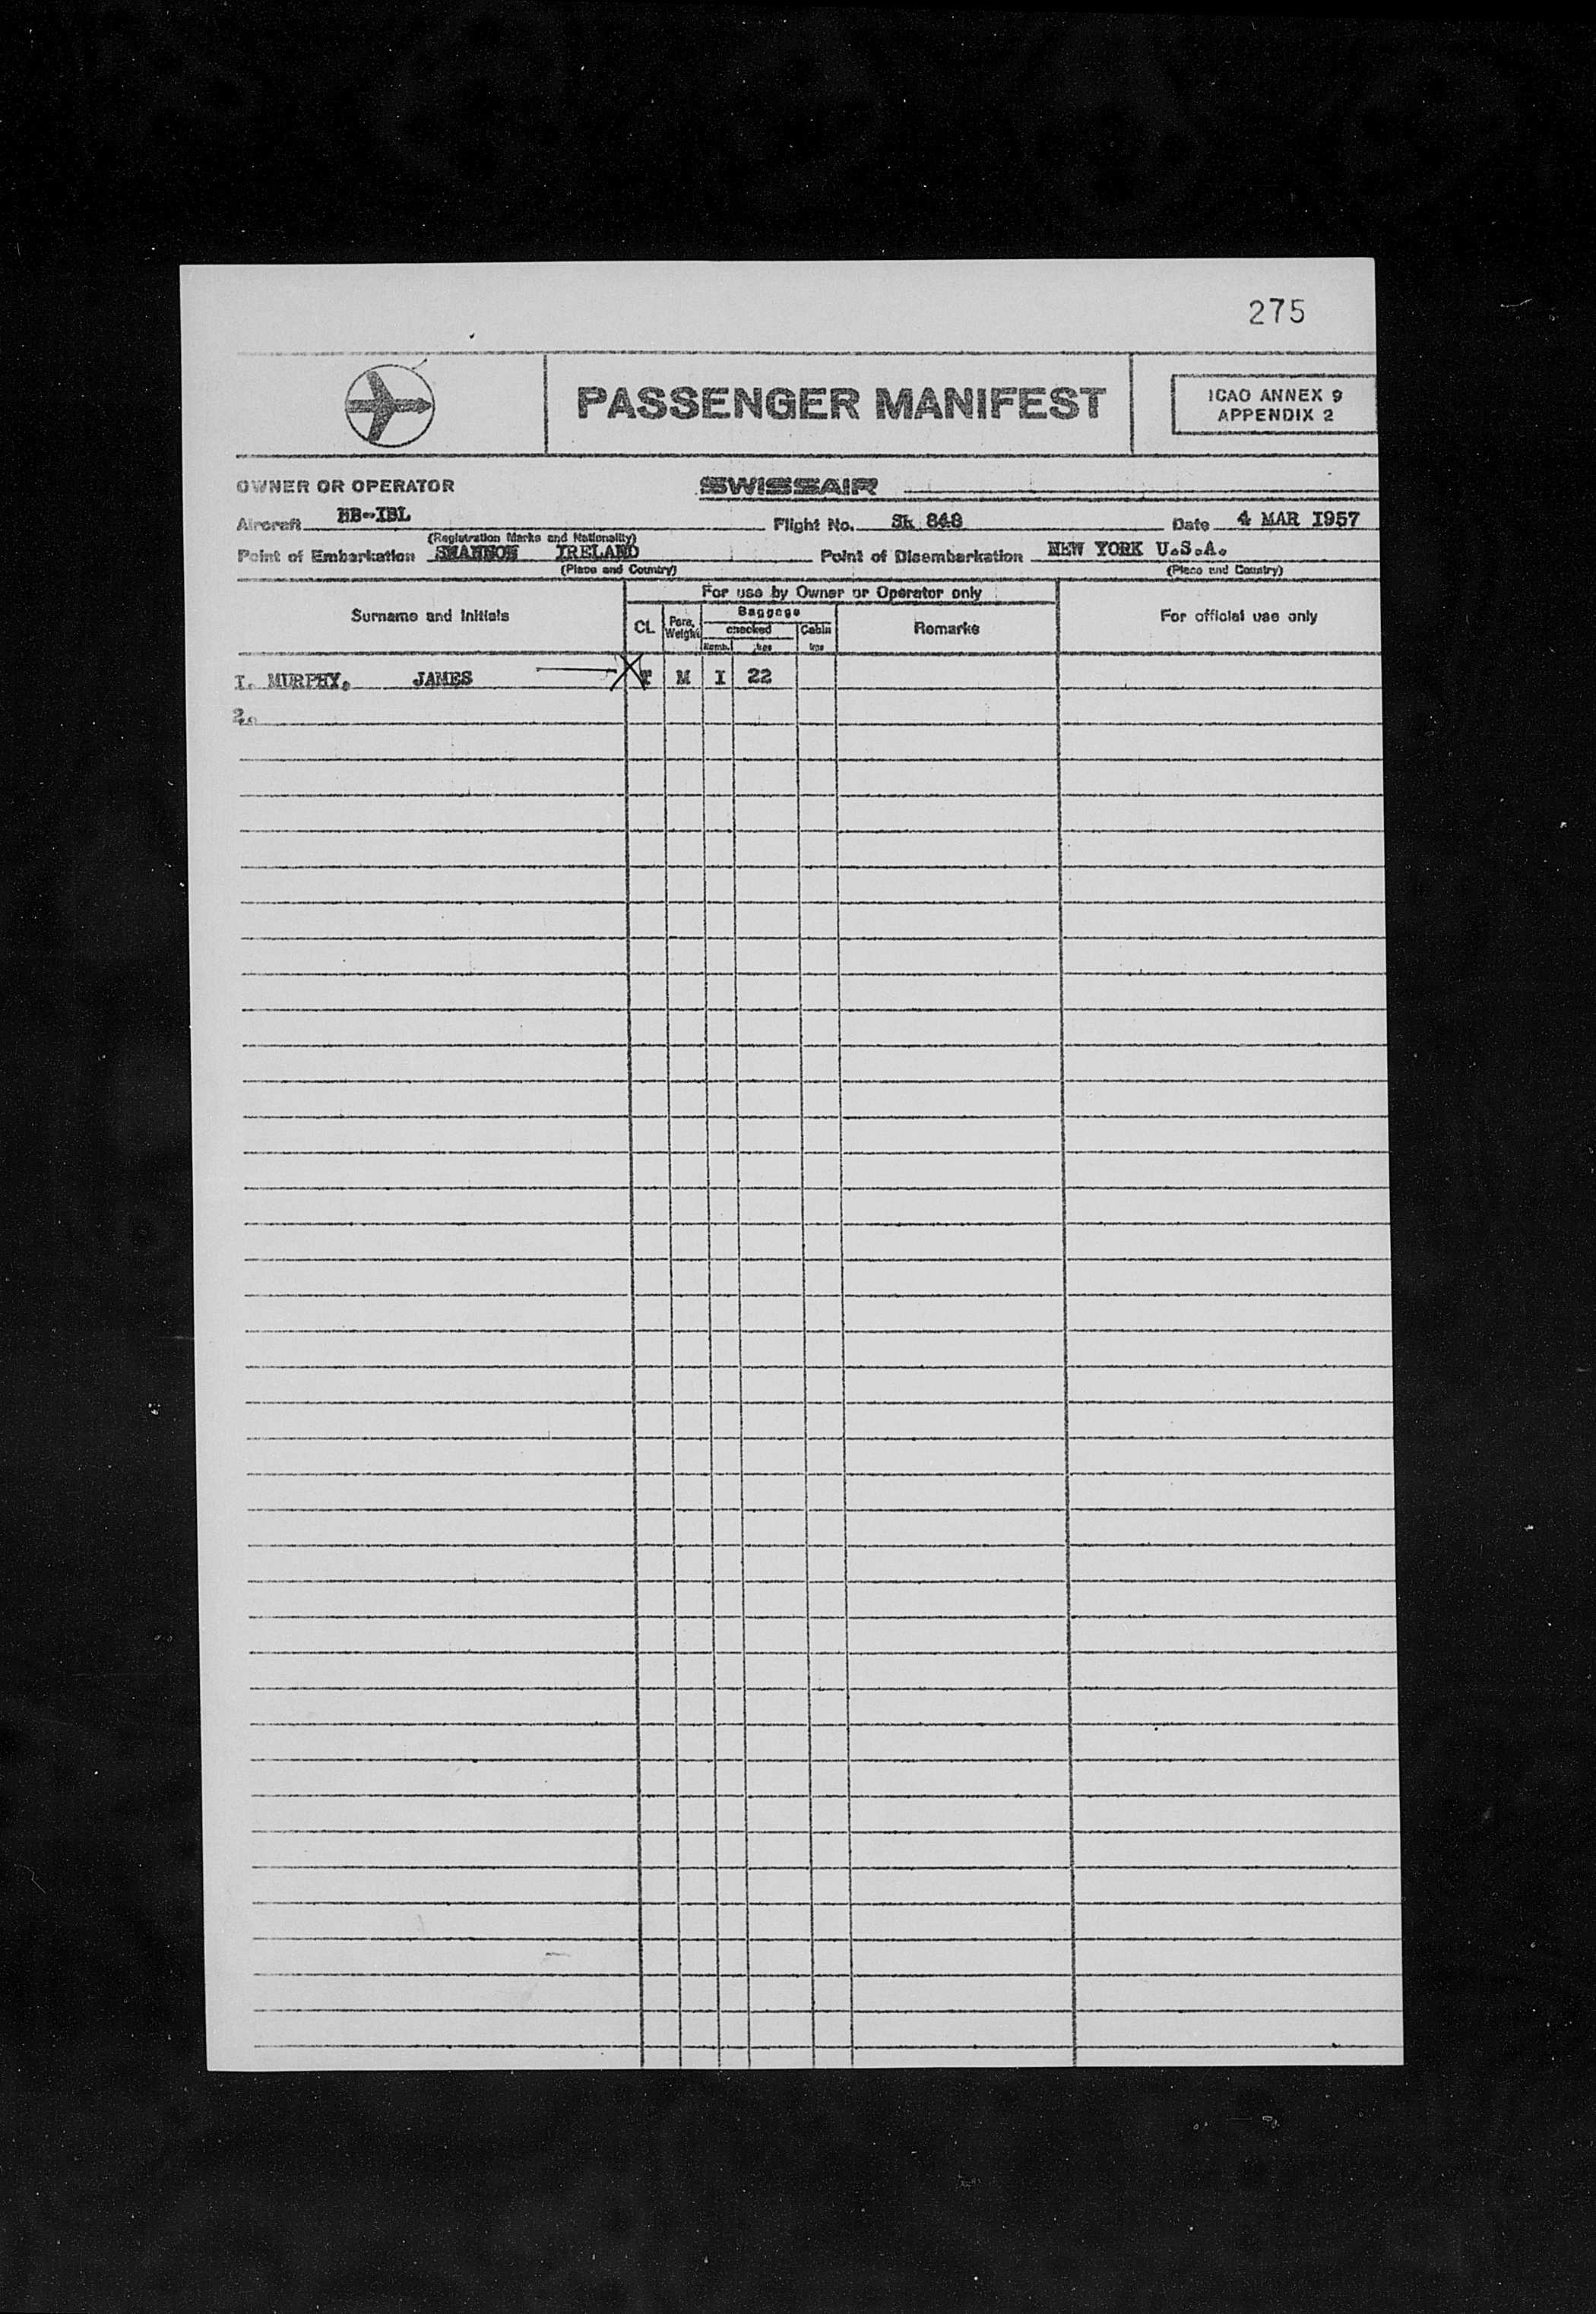 275
PASSENGER MANIFEST
ICAO ANNEX 9
APPENDIX 2
OWNER OR OPERATOR SWISSAIR
Aircraft HB-IBL Flight No. SR 848 Date 4 MAR 1957
(Registration Marks and Nationality)
Point of Embarkation SHANNON IRELAND Point of Disembarkation NEW YORK U.S.A.
(Place and Country) (Place and Country)
For use by Owner or Operator only
Surname and Initials CL Pers. Weight Baggage Remarks For official use only
checked Cabin
Numb. kgs kgs
I. MURPHY, JAMES T M I 22
2.